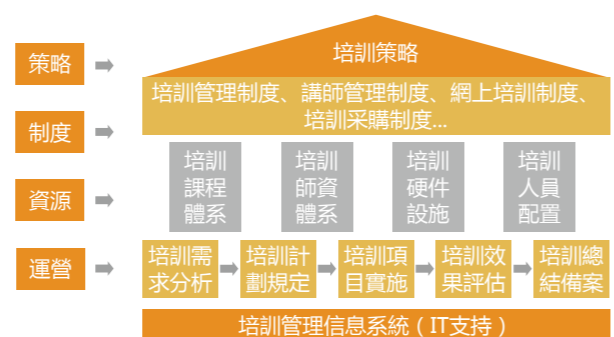 策略
培訓策略
制度
培訓管理制度、講師管理制度、網上培訓制度、
培訓采購制度...
資源
培訓
課程
體系
培訓
師資
體系
培訓
硬件
設施
培訓
人員
配置
運營
培訓需
求分析
培訓計
劃規定
培訓項
目實施
培訓效
果評估
培訓總
結備案
培訓管理信息系統（IT支持）